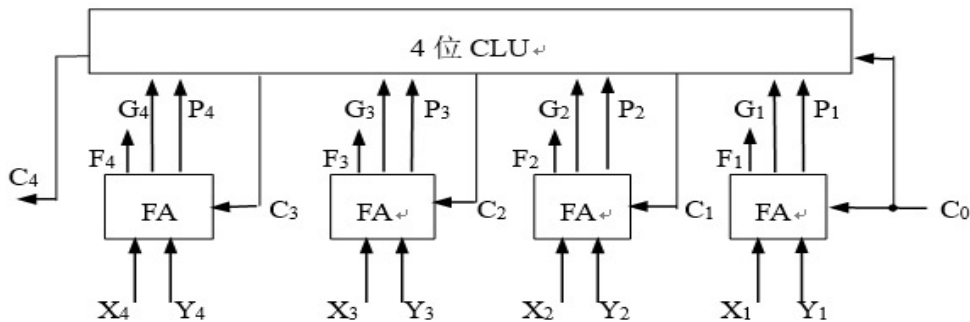 4 位 CLU↵
G₄ P₄ G₃ P₃ G₂ P₂ G₁ P₁
F₄ F₃ F₂ F₁
C₄ FA C₃ FA↵ C₂ FA↵ C₁ FA↵ C₀
X₄ Y₄ X₃ Y₃ X₂ Y₂ X₁ Y₁